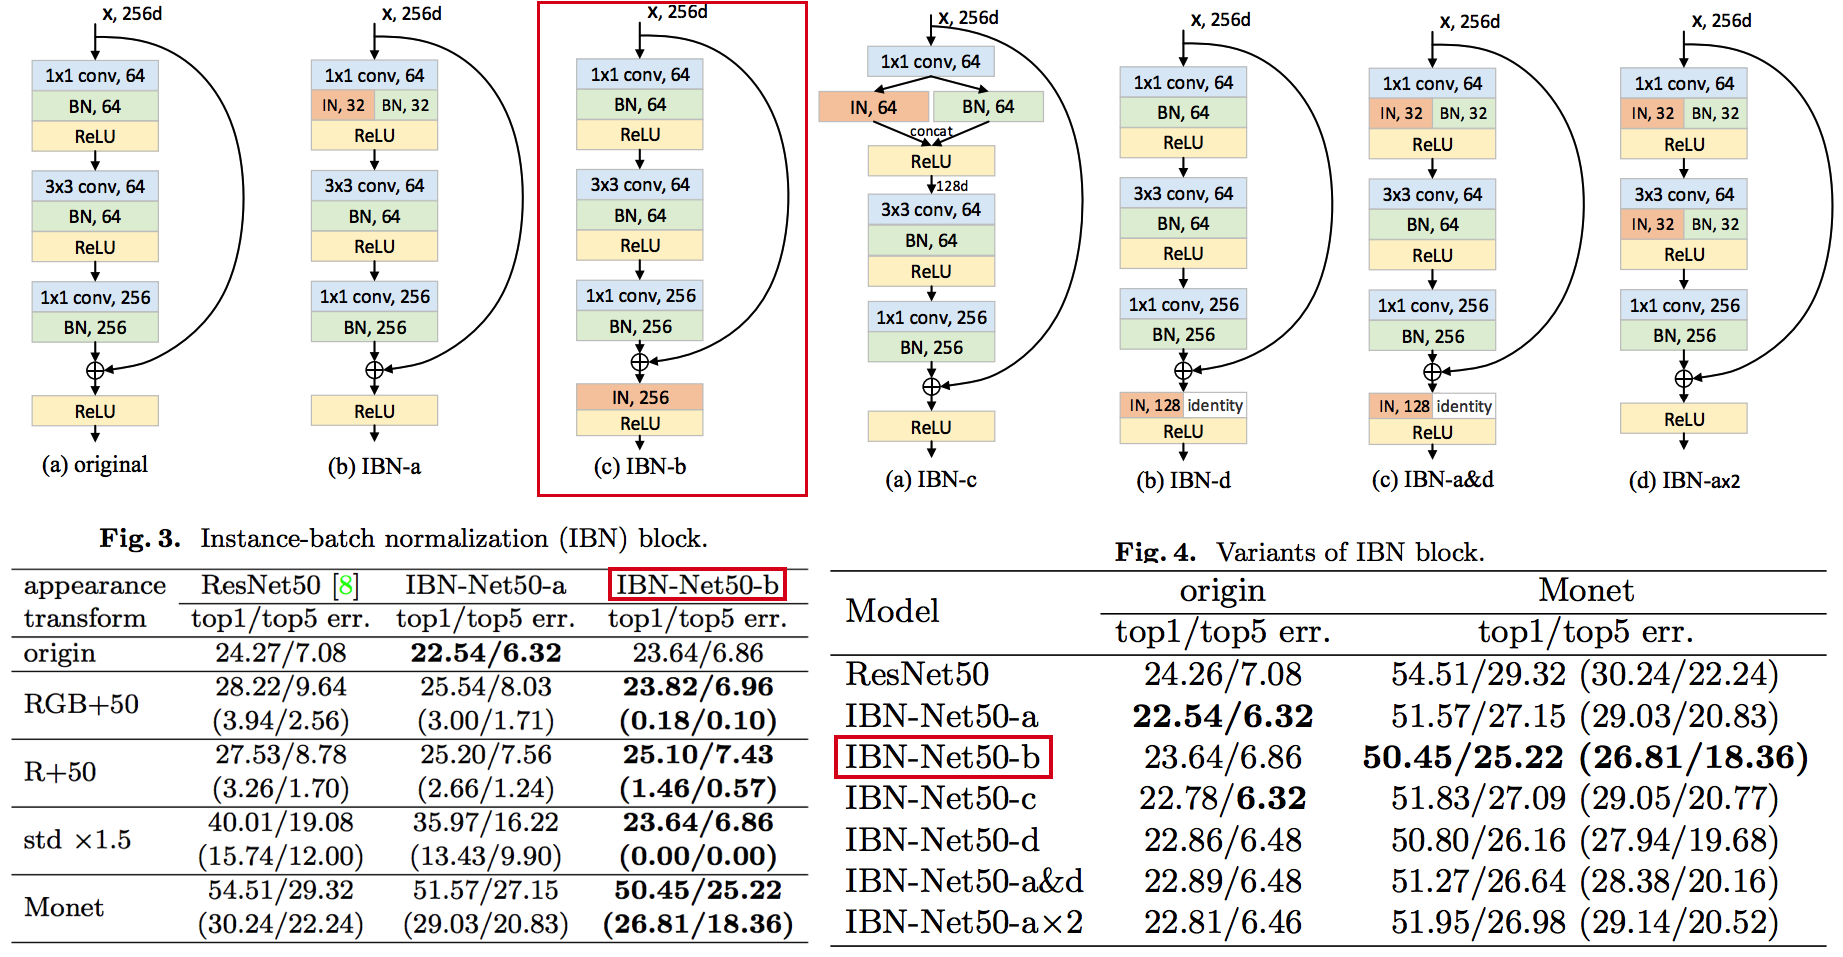 x, 256d
1x1 conv, 64
BN, 64
ReLU
3x3 conv, 64
BN, 64
ReLU
1x1 conv, 256
BN, 256
ReLU
(a) original
1x1 conv, 64
IN, 32 BN, 32
ReLU
3x3 conv, 64
BN, 64
ReLU
1x1 conv, 256
BN, 256
ReLU
(b) IBN-a
x, 256d
x, 256d
1x1 conv, 64
BN, 64
ReLU
3x3 conv, 64
BN, 64
ReLU
1x1 conv, 256
BN, 256
IN, 256
ReLU
(c) IBN-b
Fig. 3. Instance-batch normalization (IBN) block.
x, 256d
1x1 conv, 64
IN, 64 BN, 64
concat
ReLU
128d
3x3 conv, 64
BN, 64
ReLU
1x1 conv, 256
BN, 256
ReLU
(a) IBN-c
x, 256d
1x1 conv, 64
BN, 64
ReLU
3x3 conv, 64
BN, 64
ReLU
1x1 conv, 256
BN, 256
IN, 128 identity
ReLU
(b) IBN-d
x, 256d
1x1 conv, 64
IN, 32 BN, 32
ReLU
3x3 conv, 64
BN, 64
ReLU
1x1 conv, 256
BN, 256
IN, 128 identity
ReLU
(c) IBN-a&d
x, 256d
1x1 conv, 64
IN, 32 BN, 32
ReLU
3x3 conv, 64
IN, 32 BN, 32
ReLU
1x1 conv, 256
BN, 256
ReLU
(d) IBN-ax2
Fig. 4. Variants of IBN block.
appearance ResNet50 [8] IBN-Net50-a IBN-Net50-b
transform top1/top5 err. top1/top5 err. top1/top5 err.
origin 24.27/7.08 22.54/6.32 23.64/6.86
RGB+50 28.22/9.64 25.54/8.03 23.82/6.96
(3.94/2.56) (3.00/1.71) (0.18/0.10)
R+50 27.53/8.78 25.20/7.56 25.10/7.43
(3.26/1.70) (2.66/1.24) (1.46/0.57)
std ×1.5 40.01/19.08 35.97/16.22 23.64/6.86
(15.74/12.00) (13.43/9.90) (0.00/0.00)
Monet 54.51/29.32 51.57/27.15 50.45/25.22
(30.24/22.24) (29.03/20.83) (26.81/18.36)
Model origin Monet
top1/top5 err. top1/top5 err.
ResNet50 24.26/7.08 54.51/29.32 (30.24/22.24)
IBN-Net50-a 22.54/6.32 51.57/27.15 (29.03/20.83)
IBN-Net50-b 23.64/6.86 50.45/25.22 (26.81/18.36)
IBN-Net50-c 22.78/6.32 51.83/27.09 (29.05/20.77)
IBN-Net50-d 22.86/6.48 50.80/26.16 (27.94/19.68)
IBN-Net50-a&d 22.89/6.48 51.27/26.64 (28.38/20.16)
IBN-Net50-a×2 22.81/6.46 51.95/26.98 (29.14/20.52)